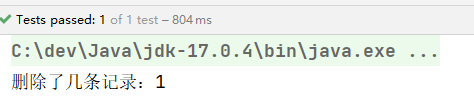 Tests passed: 1 of 1 test – 804 ms
C:\dev\Java\jdk-17.0.4\bin\java.exe ...
删除了几条记录：1